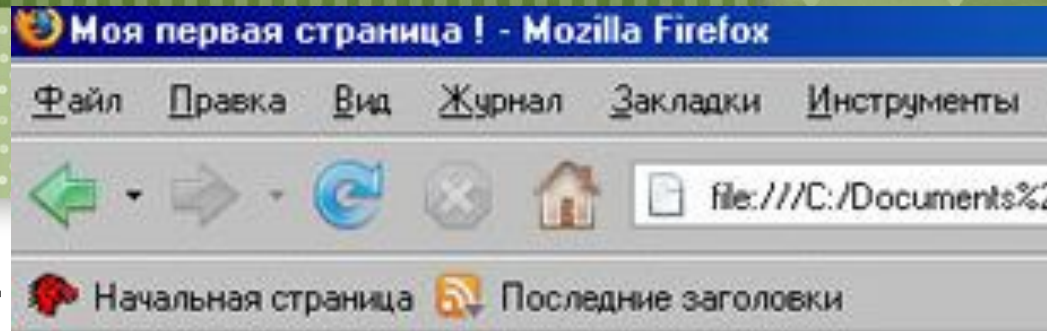 Моя первая страница ! - Mozilla Firefox
Файл Правка Вид Журнал Закладки Инструменты
file:///C:/Documents%2
Начальная страница Последние заголовки